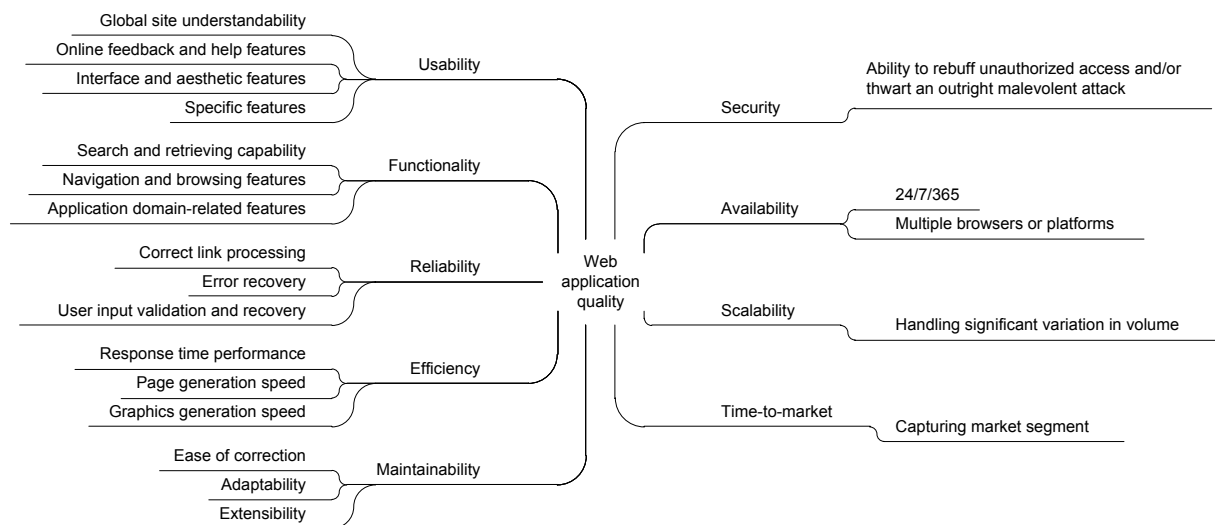 Global site understandability
Online feedback and help features
Interface and aesthetic features
Specific features
Usability
Search and retrieving capability
Navigation and browsing features
Application domain-related features
Functionality
Correct link processing
Error recovery
User input validation and recovery
Reliability
Response time performance
Page generation speed
Graphics generation speed
Efficiency
Ease of correction
Adaptability
Extensibility
Maintainability
Web
application
quality
Security
Ability to rebuff unauthorized access and/or
thwart an outright malevolent attack
Availability
24/7/365
Multiple browsers or platforms
Scalability
Handling significant variation in volume
Time-to-market
Capturing market segment